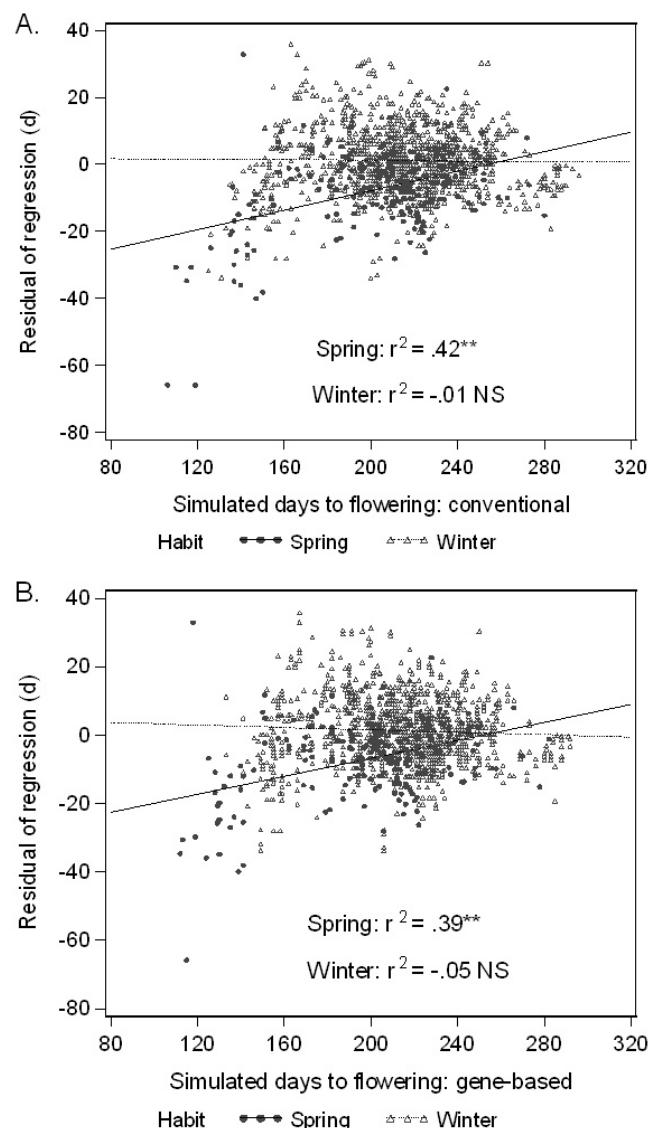 A.
40
20
0
-20
-40
-60
-80
Residual of regression (d)
Spring: r² = .42**
Winter: r² = -.01 NS
80 120 160 200 240 280 320
Simulated days to flowering: conventional
Habit Spring Winter
B.
40
20
0
-20
-40
-60
-80
Residual of regression (d)
Spring: r² = .39**
Winter: r² = -.05 NS
80 120 160 200 240 280 320
Simulated days to flowering: gene-based
Habit Spring Winter